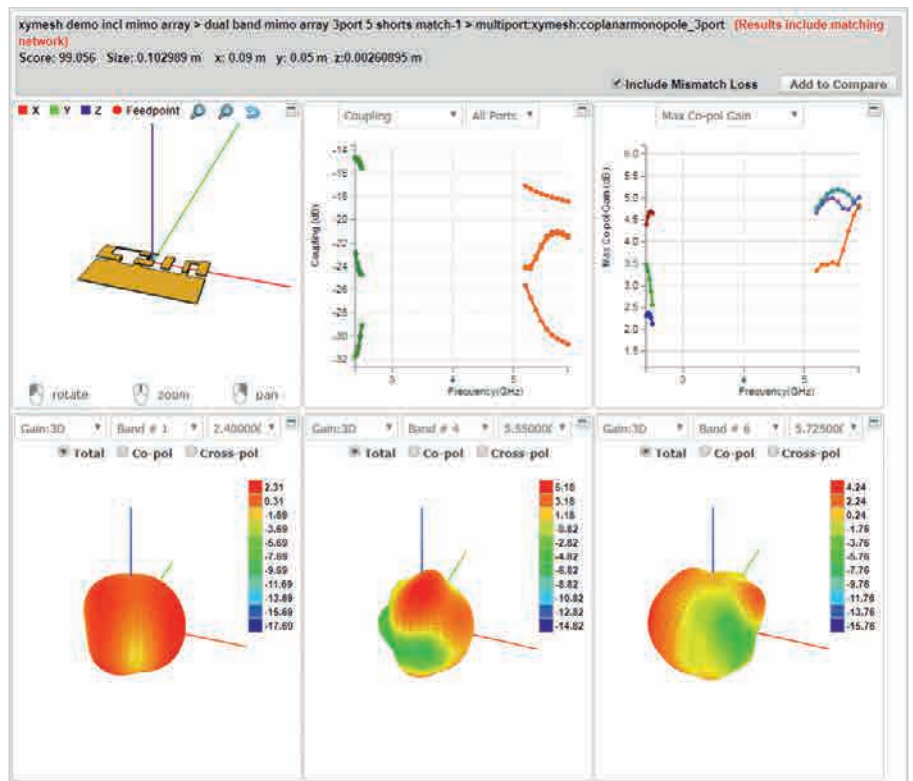 xymesh demo incl mimo array > dual band mimo array 3port 5 shorts match-1 > multiport:xymesh:coplanarmonopole_3port (Results include matching
network)
Score: 99.056 Size: 0.102989 m x: 0.09 m y: 0.05 m z:0.00260895 m
Include Mismatch Loss Add to Compare
X Y Z Feedpoint
rotate zoom pan
Coupling All Ports
Coupling (dB)
-14
-16
-18
-20
-22
-24
-26
-28
-30
-32
3 4 5
Frequency(GHz)
Max Co-pol Gain
Max Co-pol Gain (dB)
6.0
5.5
5.0
4.5
4.0
3.5
3.0
2.5
2.0
1.5
3 4 5
Frequency(GHz)
Gain:3D Band # 1
Total Co-pol Cross-pol
2.31
0.31
-1.69
-3.69
-5.69
-7.69
-9.69
-11.69
-13.69
-15.69
-17.69
Gain:3D Band # 4
Total Co-pol Cross-pol
5.18
3.18
1.18
-0.82
-2.82
-4.82
-6.82
-8.82
-10.82
-12.82
-14.82
Gain:3D Band # 6
Total Co-pol Cross-pol
4.24
2.24
0.24
-1.76
-3.76
-5.76
-7.76
-9.76
-11.76
-13.76
-15.76